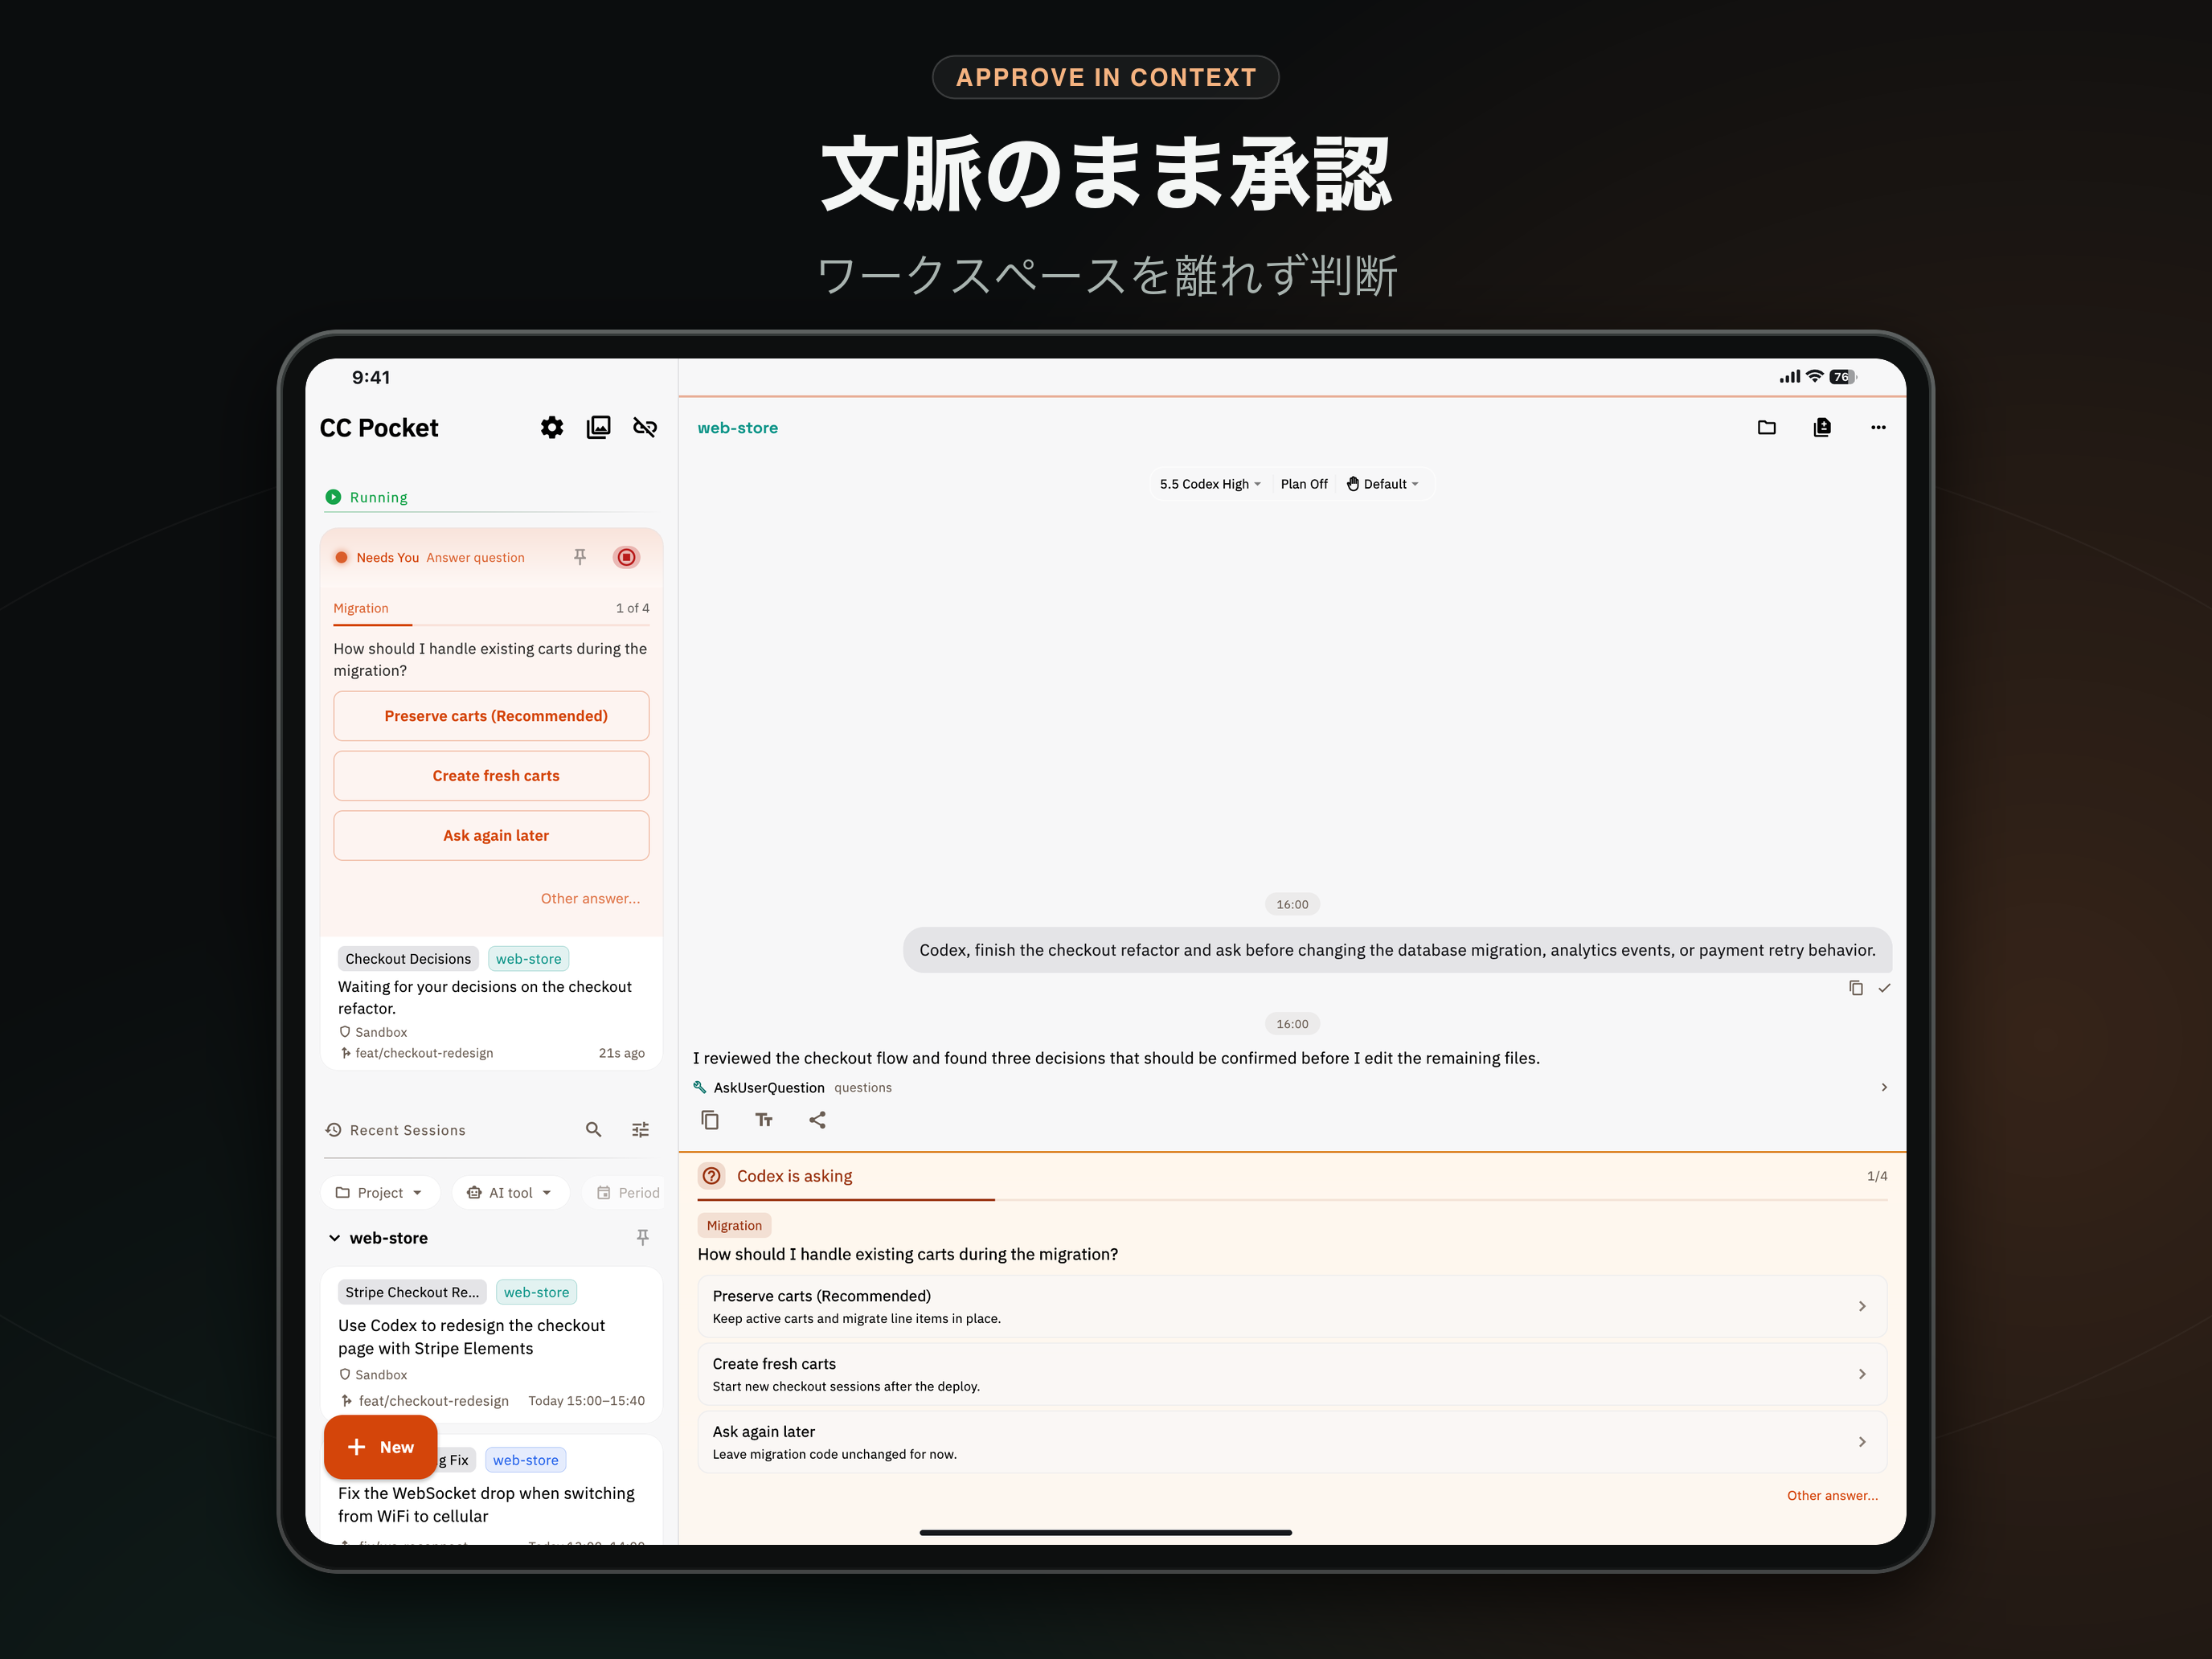 APPROVE IN CONTEXT
文脈のまま承認
ワークスペースを離れず判断
9:41
76
CC Pocket
Running
Needs You Answer question
Migration 1 of 4
How should I handle existing carts during the
migration?
Preserve carts (Recommended)
Create fresh carts
Ask again later
Other answer...
Checkout Decisions web-store
Waiting for your decisions on the checkout
refactor.
Sandbox
feat/checkout-redesign 21s ago
Recent Sessions
Project AI tool Period
web-store
Stripe Checkout Re... web-store
Use Codex to redesign the checkout
page with Stripe Elements
Sandbox
feat/checkout-redesign Today 15:00–15:40
New
g Fix web-store
Fix the WebSocket drop when switching
from WiFi to cellular
web-store
5.5 Codex High Plan Off Default
16:00
Codex, finish the checkout refactor and ask before changing the database migration, analytics events, or payment retry behavior.
16:00
I reviewed the checkout flow and found three decisions that should be confirmed before I edit the remaining files.
AskUserQuestion questions
Codex is asking 1/4
Migration
How should I handle existing carts during the migration?
Preserve carts (Recommended)
Keep active carts and migrate line items in place.
Create fresh carts
Start new checkout sessions after the deploy.
Ask again later
Leave migration code unchanged for now.
Other answer...